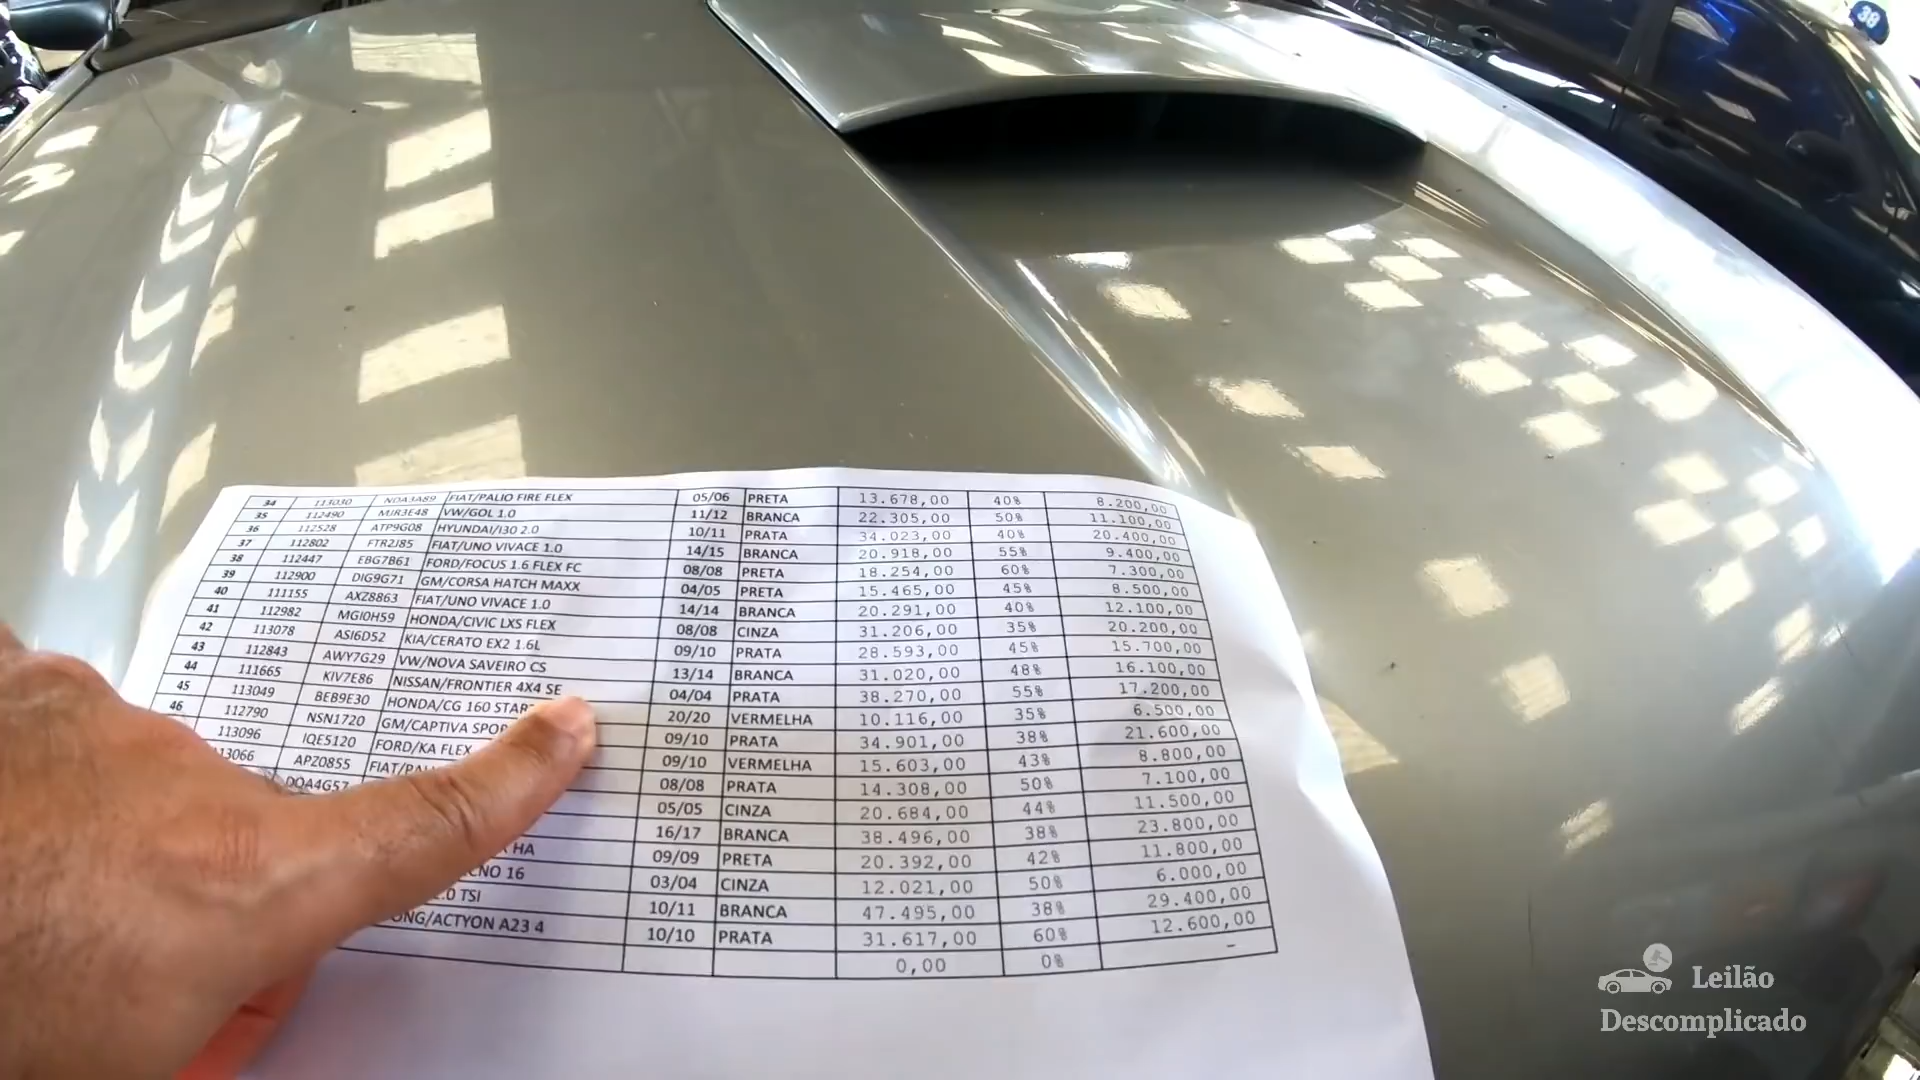 38
34 113030 NDA3A89 FIAT/PALIO FIRE FLEX 05/06 PRETA 13.678,00 40% 8.200,00
35 112490 MJR3E48 VW/GOL 1.0 11/12 BRANCA 22.305,00 50% 11.100,00
36 112528 ATP9G08 HYUNDAI/I30 2.0 10/11 PRATA 34.023,00 40% 20.400,00
37 112802 FTR2J85 FIAT/UNO VIVACE 1.0 14/15 BRANCA 20.918,00 55% 9.400,00
38 112447 EBG7B61 FORD/FOCUS 1.6 FLEX FC 08/08 PRETA 18.254,00 60% 7.300,00
39 112900 DIG9G71 GM/CORSA HATCH MAXX 04/05 PRETA 15.465,00 45% 8.500,00
40 111155 AXZ8863 FIAT/UNO VIVACE 1.0 14/14 BRANCA 20.291,00 40% 12.100,00
41 112982 MGI0H59 HONDA/CIVIC LXS FLEX 08/08 CINZA 31.206,00 35% 20.200,00
42 113078 ASI6D52 KIA/CERATO EX2 1.6L 09/10 PRATA 28.593,00 45% 15.700,00
43 112843 AWY7G29 VW/NOVA SAVEIRO CS 13/14 BRANCA 31.020,00 48% 16.100,00
44 111665 KIV7E86 NISSAN/FRONTIER 4X4 SE 04/04 PRATA 38.270,00 55% 17.200,00
45 113049 BEB9E30 HONDA/CG 160 START 20/20 VERMELHA 10.116,00 35% 6.500,00
46 112790 NSN1720 GM/CAPTIVA SPO 09/10 PRATA 34.901,00 38% 21.600,00
113096 IQE5120 FORD/KA FLEX 09/10 VERMELHA 15.603,00 43% 8.800,00
13066 APZ0855 FIAT/PAL 08/08 PRATA 14.308,00 50% 7.100,00
DQA4G57 05/05 CINZA 20.684,00 44% 11.500,00
16/17 BRANCA 38.496,00 38% 23.800,00
HA 09/09 PRETA 20.392,00 42% 11.800,00
CNO 16 03/04 CINZA 12.021,00 50% 6.000,00
.0 TSI 10/11 BRANCA 47.495,00 38% 29.400,00
ONG/ACTYON A23 4 10/10 PRATA 31.617,00 60% 12.600,00
0,00 0% –
Leilão
Descomplicado